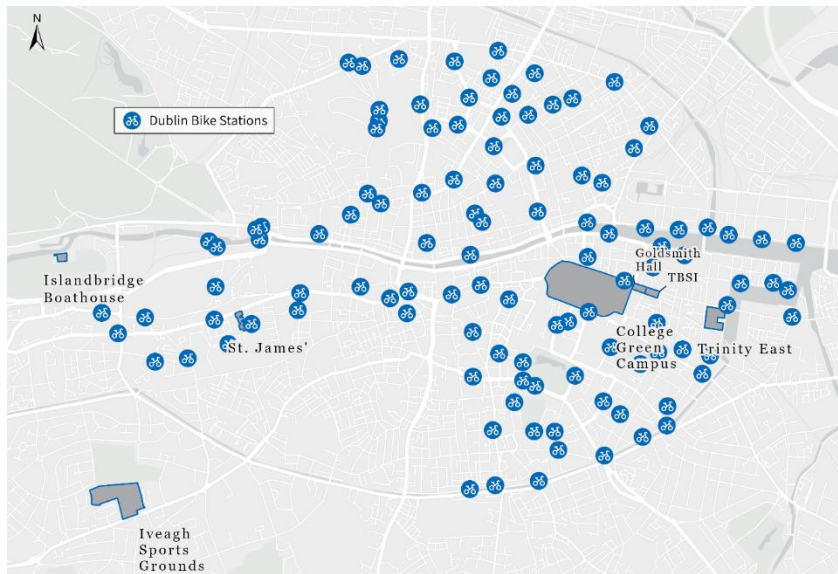 N
Dublin Bike Stations
Goldsmith
Hall
TBSI
Islandbridge
Boathouse
College
Green
Campus
Trinity East
St. James'
Iveagh
Sports
Grounds